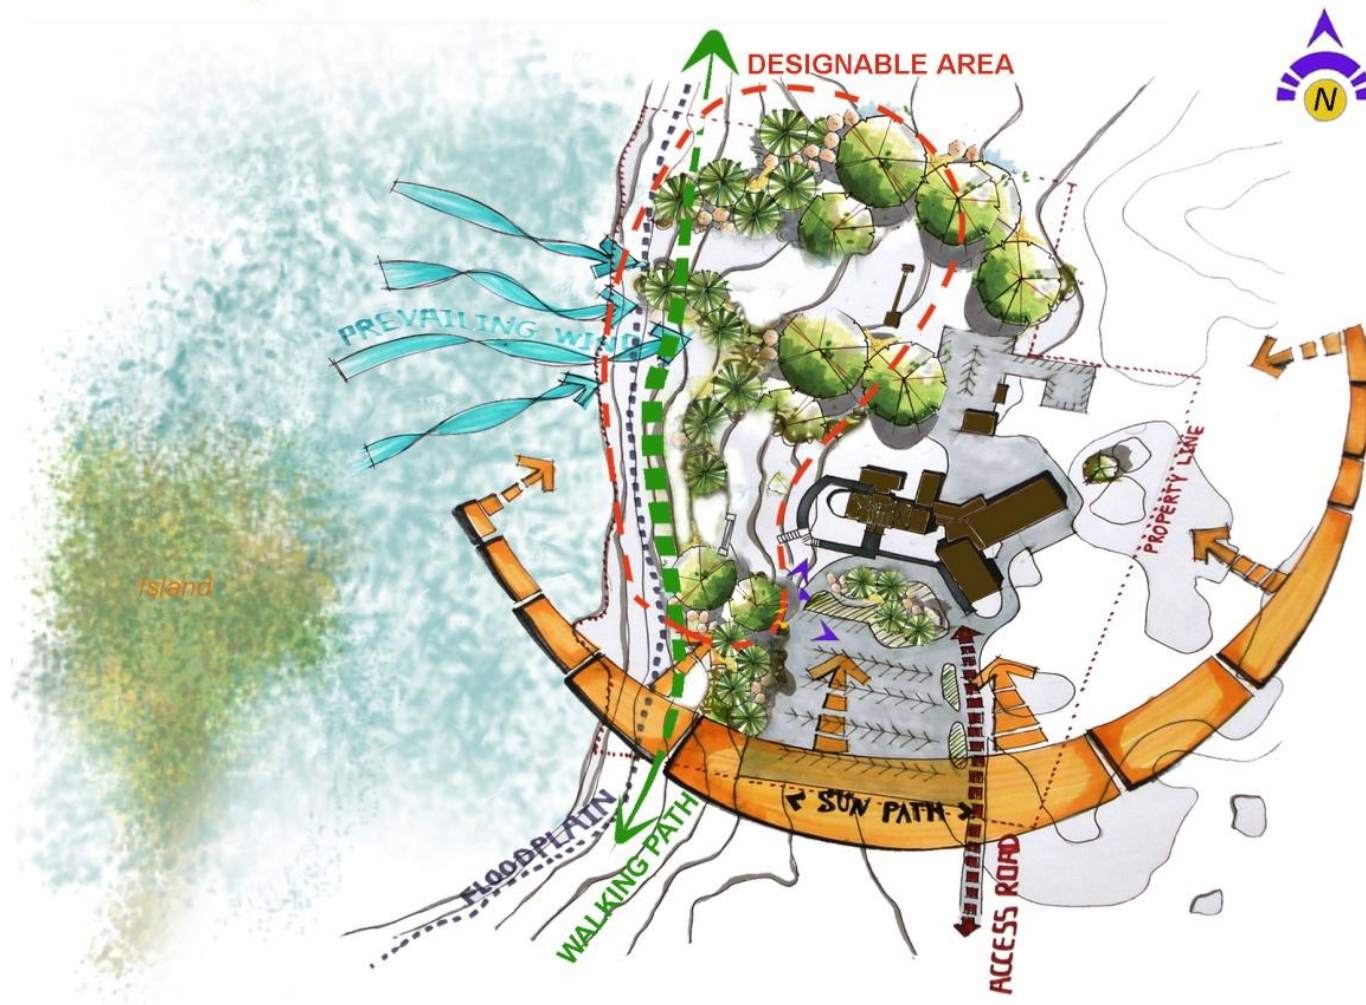 DESIGNABLE AREA
N
PREVAILING WIND
PROPERTY LINE
Island
SUN PATH
FLOODPLAIN
WALKING PATH
ACCESS ROAD